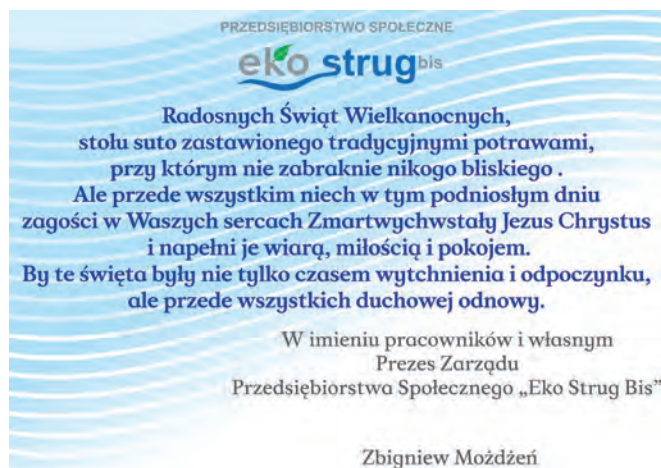 PRZEDSIĘBIORSTWO SPOŁECZNE
eko strug bis
Radosnych Świąt Wielkanocnych,
stołu suto zastawionego tradycyjnymi potrawami,
przy którym nie zabraknie nikogo bliskiego .
Ale przede wszystkim niech w tym podniosłym dniu
zagości w Waszych sercach Zmartwychwstały Jezus Chrystus
i napełni je wiarą, miłością i pokojem.
By te święta były nie tylko czasem wytchnienia i odpoczynku,
ale przede wszystkich duchowej odnowy.
W imieniu pracowników i własnym
Prezes Zarządu
Przedsiębiorstwa Społecznego „Eko Strug Bis”
Zbigniew Możdżeń